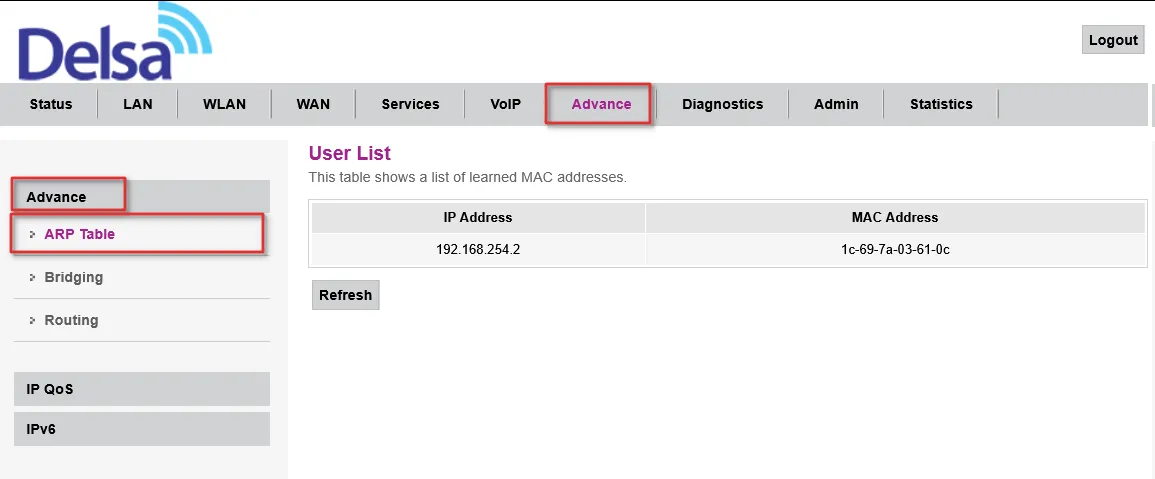 Delsa
Logout
Status LAN WLAN WAN Services VoIP Advance Diagnostics Admin Statistics
User List
This table shows a list of learned MAC addresses.
Advance
ARP Table
Bridging
Routing
IP QoS
IPv6
IP Address MAC Address
192.168.254.2 1c-69-7a-03-61-0c
Refresh